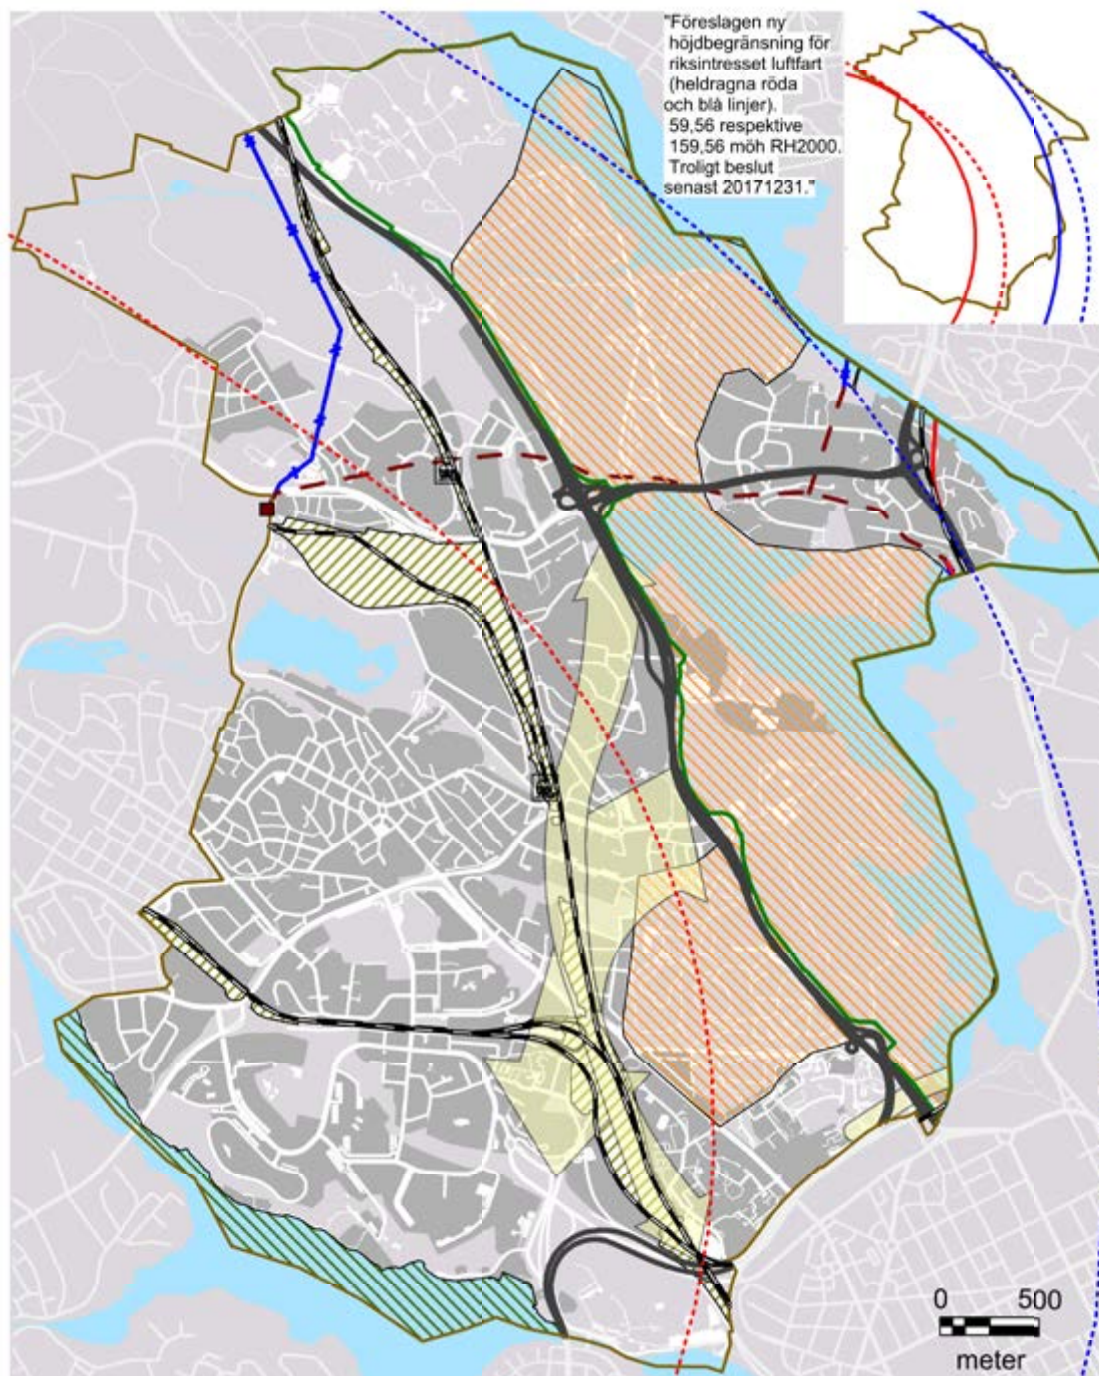 "Föreslagen ny
höjdbegränsning för
riksintresset luftfart
(heldragna röda
och blå linjer).
59,56 respektive
159,56 möh RH2000.
Troligt beslut
senast 20171231."
0 500
meter